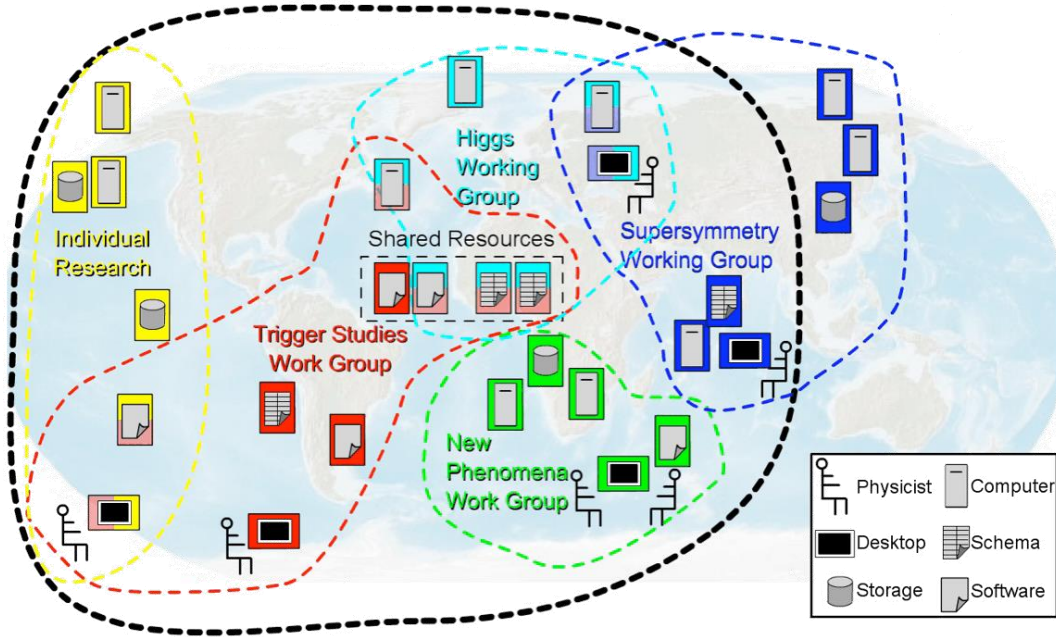 Higgs
Working
Group
Individual
Research
Shared Resources
Supersymmetry
Working Group
Trigger Studies
Work Group
New
Phenomena
Work Group
Physicist
Computer
Desktop
Schema
Storage
Software